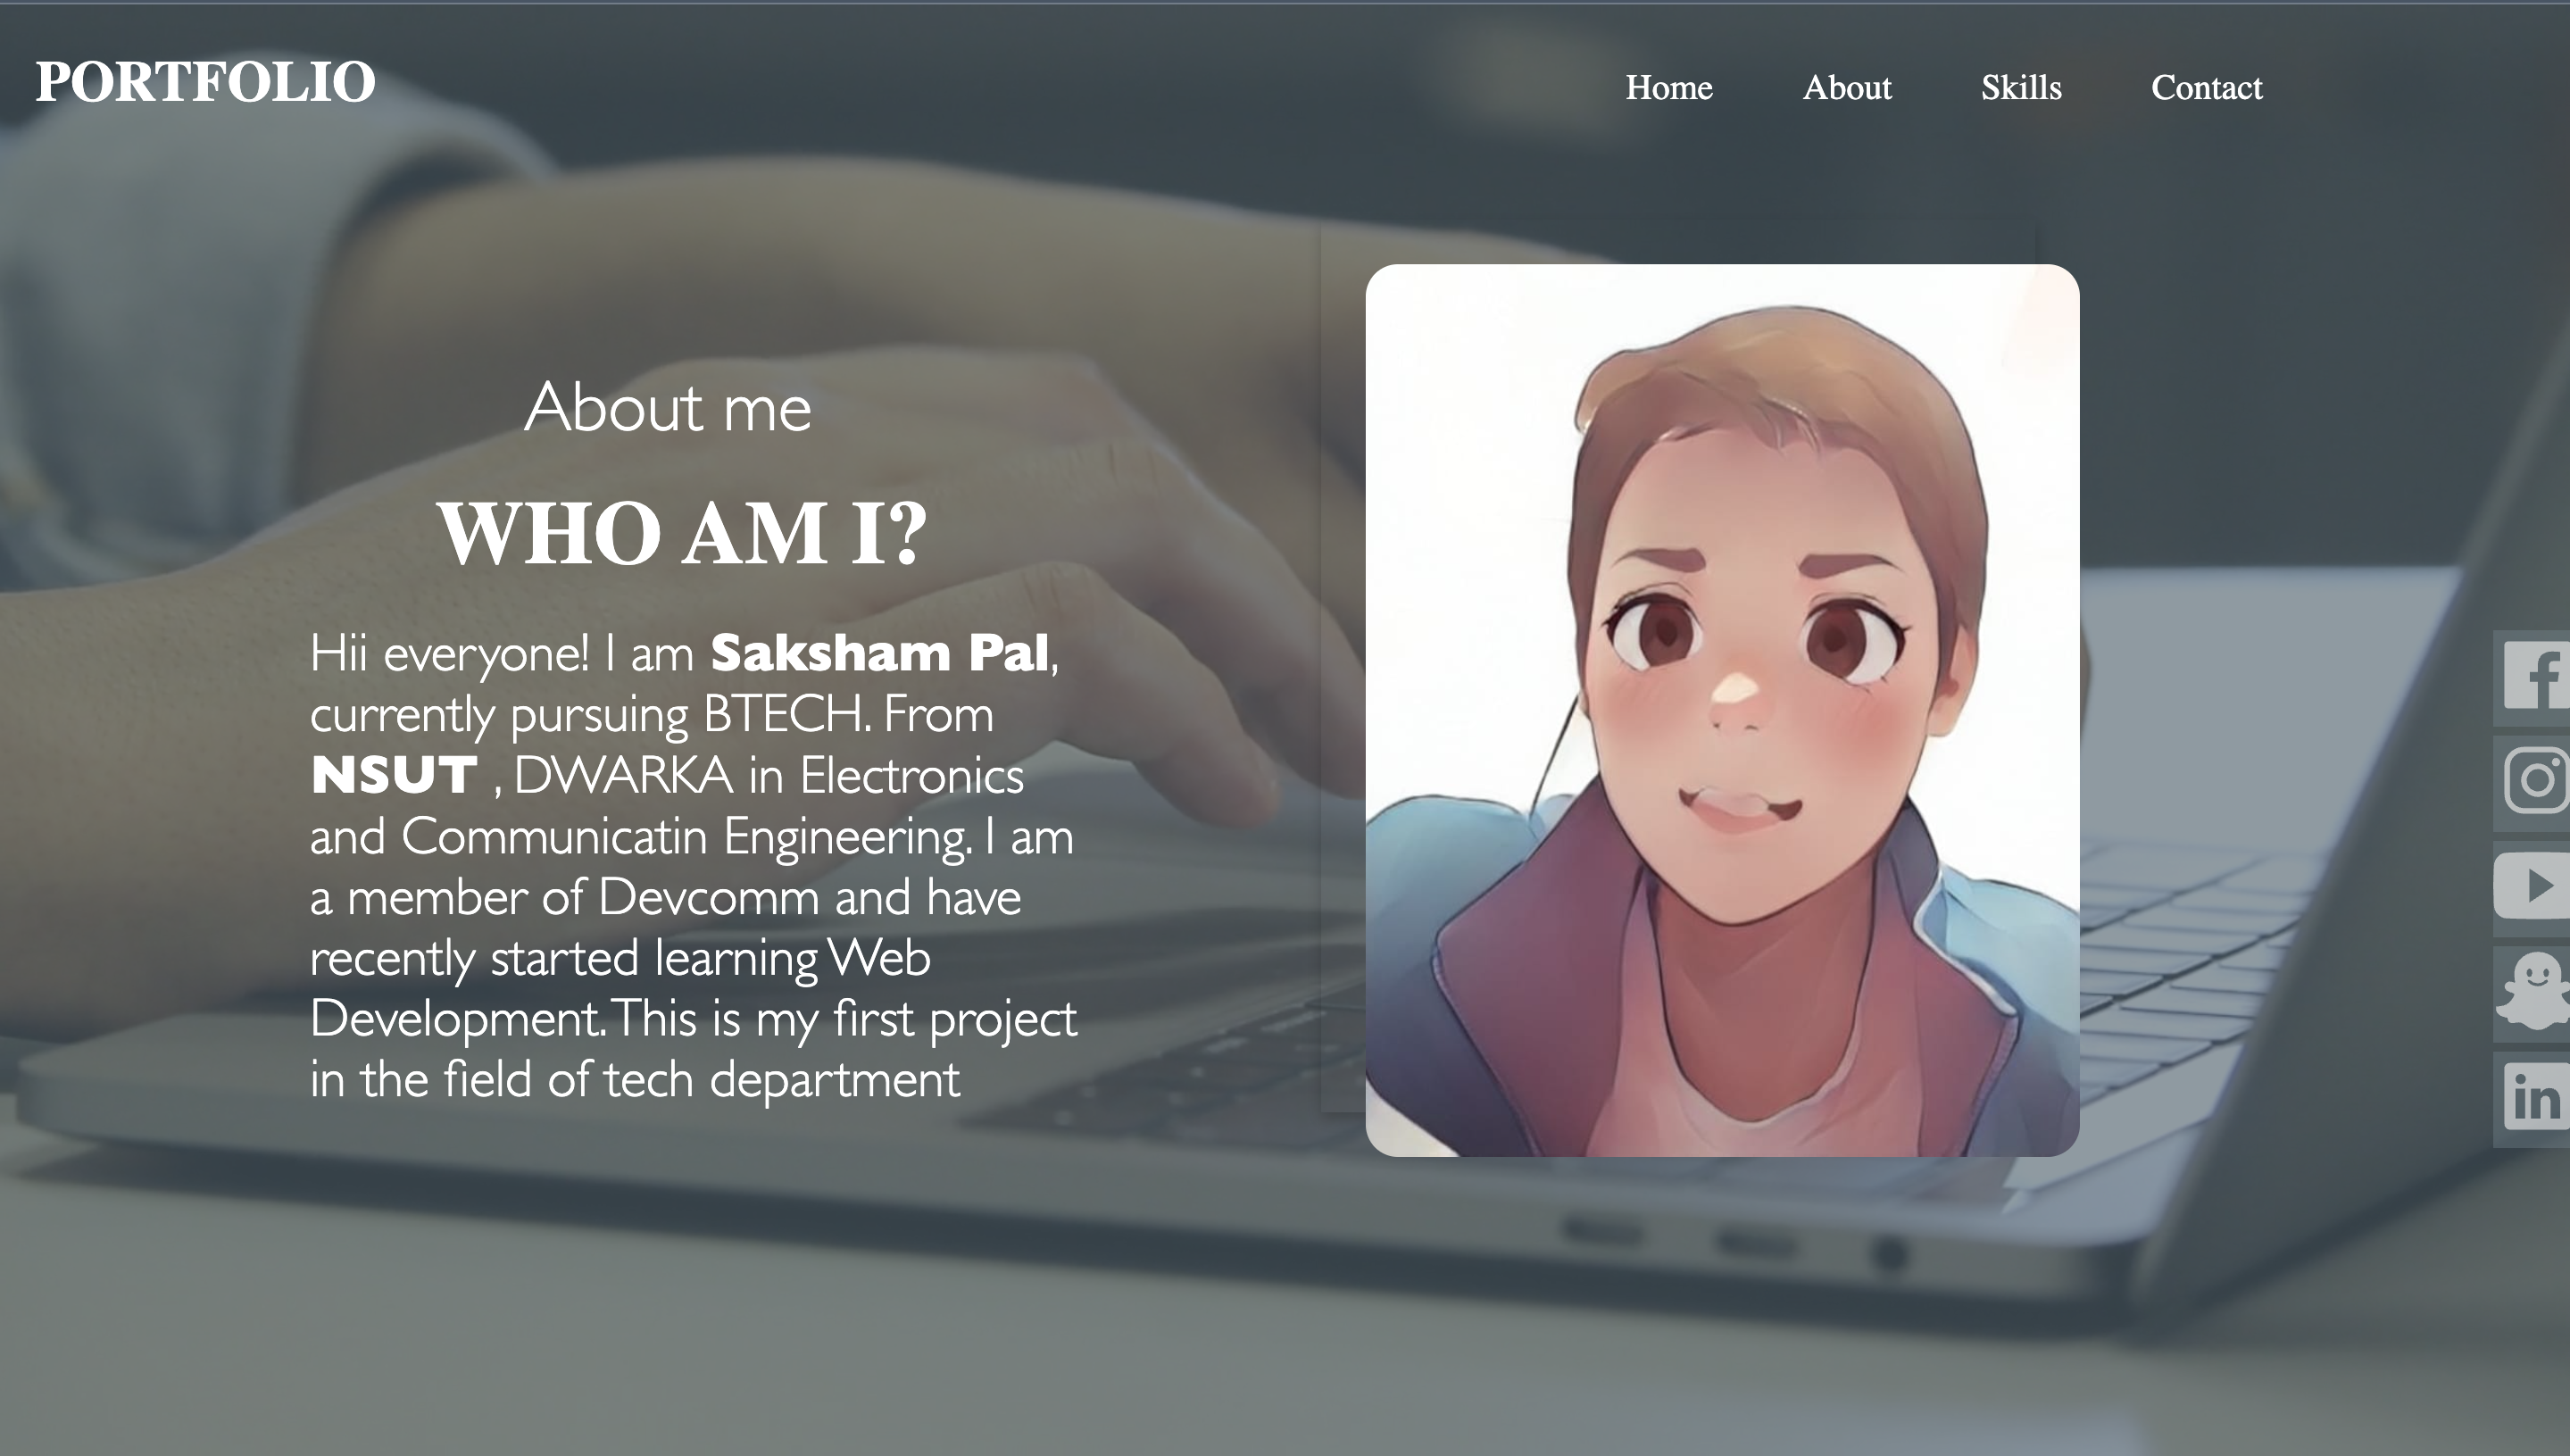 PORTFOLIO
Home About Skills Contact
About me
WHO AM I?
Hii everyone! I am Saksham Pal,
currently pursuing BTECH. From
NSUT , DWARKA in Electronics
and Communicatin Engineering. I am
a member of Devcomm and have
recently started learning Web
Development. This is my first project
in the field of tech department
f
in